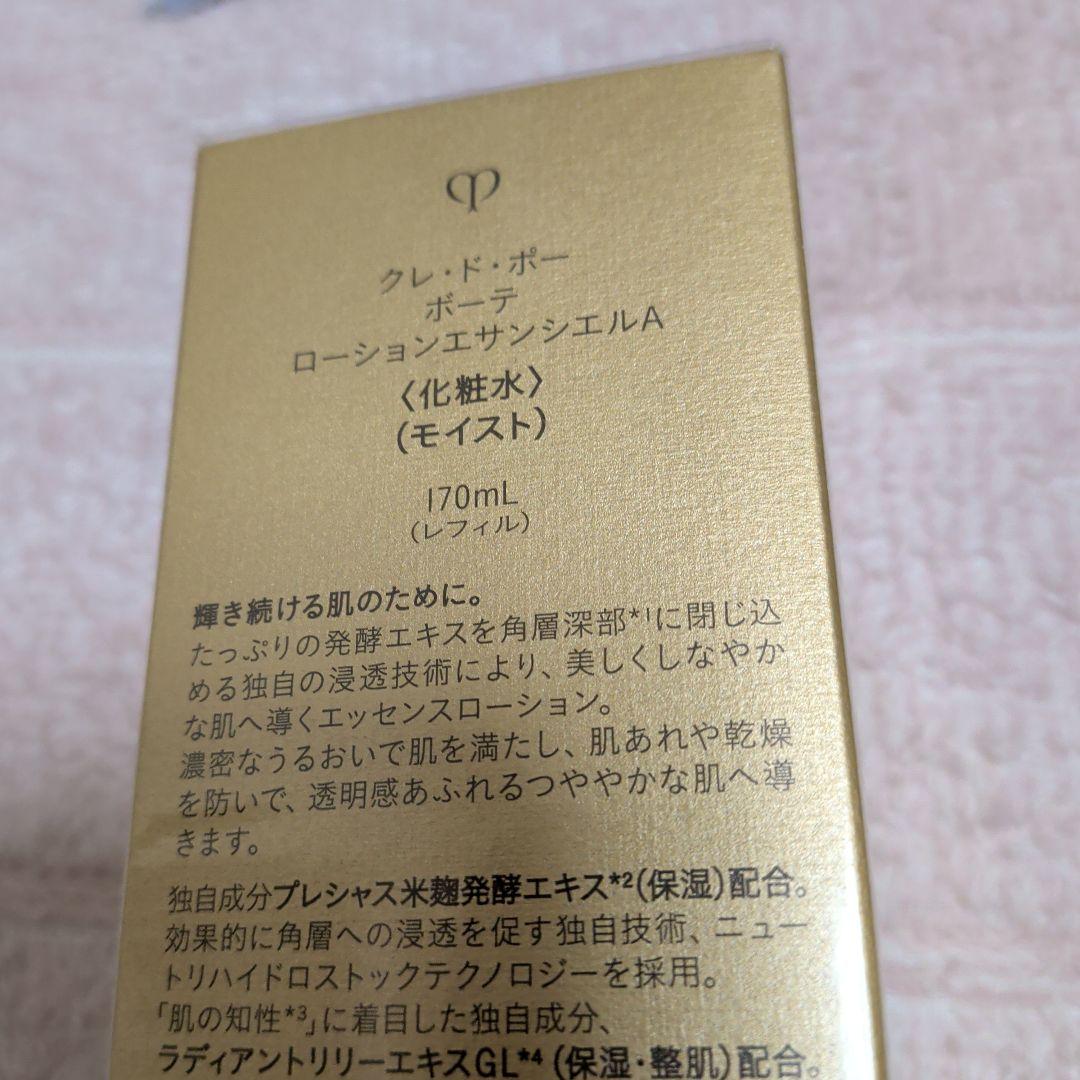 クレ・ド・ポー
ボーテ
ローションエサンシエルA
〈化粧水〉
(モイスト)
170mL
(レフィル)
輝き続ける肌のために。
たっぷりの発酵エキスを角層深部*1に閉じ込
める独自の浸透技術により、美しくしなやか
な肌へ導くエッセンスローション。
濃密なうるおいで肌を満たし、肌あれや乾燥
を防いで、透明感あふれるつややかな肌へ導
きます。
独自成分プレシャス米麹発酵エキス*2(保湿)配合。
効果的に角層への浸透を促す独自技術、ニュー
トリハイドロストックテクノロジーを採用。
「肌の知性*3」に着目した独自成分、
ラディアントリリーエキスGL*4(保湿・整肌)配合。